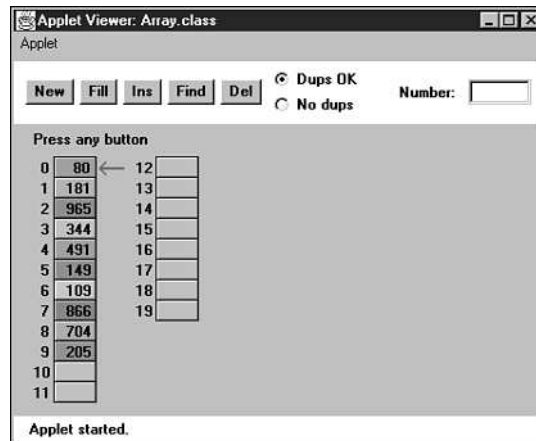 Applet Viewer: Array.class
Applet
New Fill Ins Find Del
Dups OK
No dups
Number:
Press any button
0 80
1 181
2 965
3 344
4 491
5 149
6 109
7 866
8 704
9 205
10
11
12
13
14
15
16
17
18
19
Applet started.